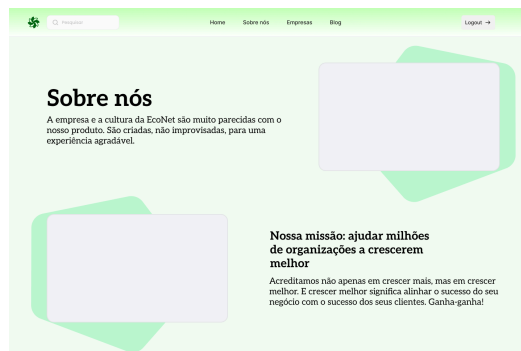 Pesquisar
Home
Sobre nós
Empresas
Blog
Logout
Sobre nós
A empresa e a cultura da EcoNet são muito parecidas com o
nosso produto. São criadas, não improvisadas, para uma
experiência agradável.
Nossa missão: ajudar milhões
de organizações a crescerem
melhor
Acreditamos não apenas em crescer mais, mas em crescer
melhor. E crescer melhor significa alinhar o sucesso do seu
negócio com o sucesso dos seus clientes. Ganha-ganha!